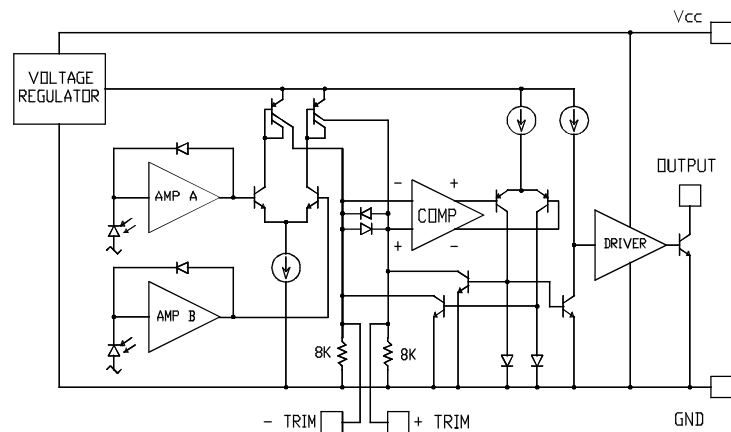 Vcc
VOLTAGE
REGULATOR
OUTPUT
AMP A
- +
COMP
+ -
DRIVER
AMP B
8K 8K
- TRIM + TRIM
GND